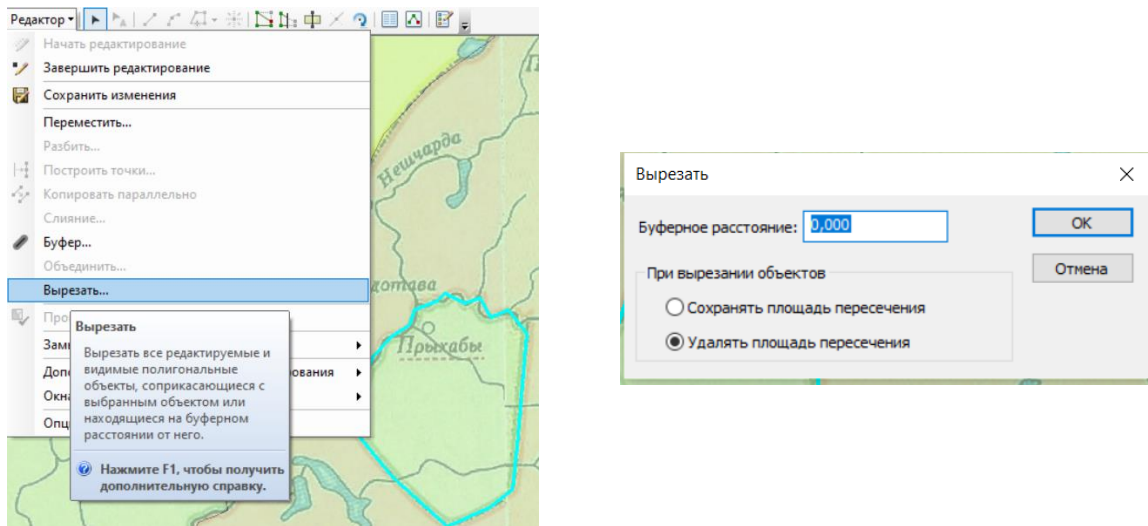 Редактор
Начать редактирование
Завершить редактирование
Сохранить изменения
Переместить...
Разбить...
Построить точки...
Копировать параллельно
Слияние...
Буфер...
Объединить...
Вырезать...
Вырезать
Вырезать все редактируемые и
видимые полигональные
объекты, соприкасающиеся с
выбранным объектом или
находящиеся на буферном
расстоянии от него.
Нажмите F1, чтобы получить
дополнительную справку.
Нешчарда
Прыхабы
Вырезать
Буферное расстояние: 0,000
OK
Отмена
При вырезании объектов
Сохранять площадь пересечения
Удалять площадь пересечения